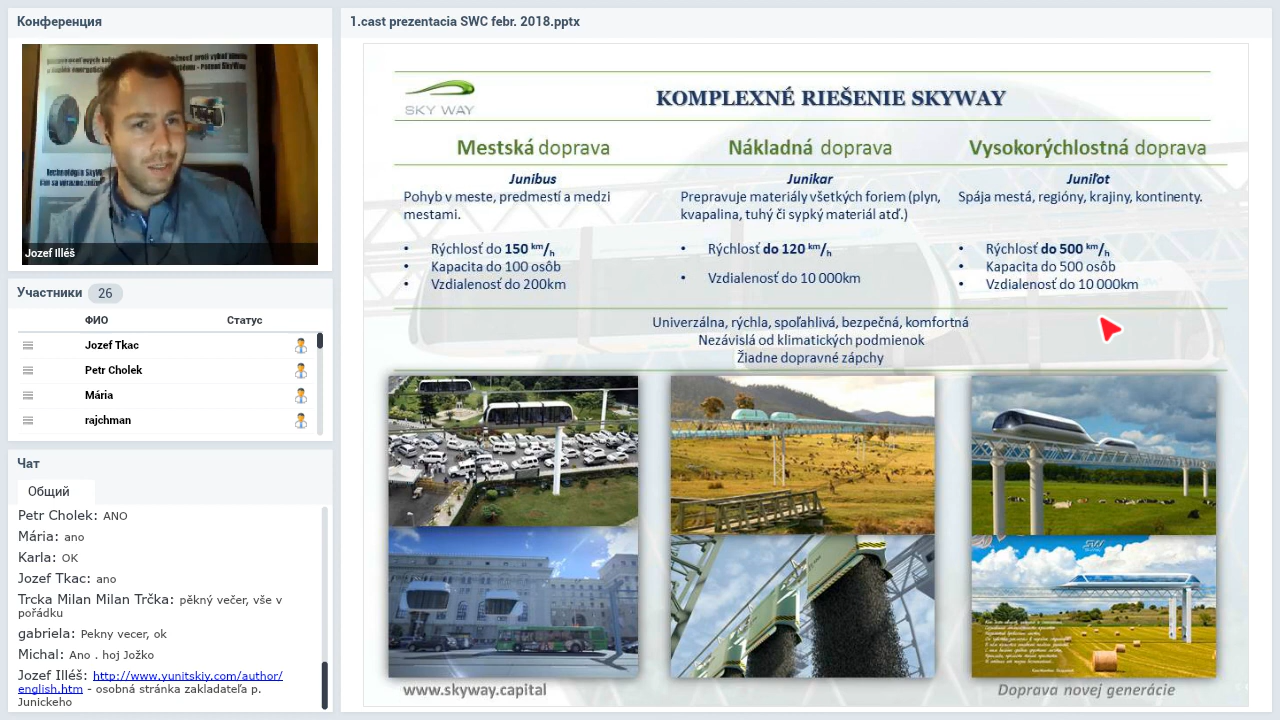 Конференция
Jozef Illéš
Участники 26
ФИО Статус
Jozef Tkac
Petr Cholek
Mária
rajchman
Чат
Общий
Petr Cholek: ANO
Mária: ano
Karla: OK
Jozef Tkac: ano
Trcka Milan Milan Trčka: pěkný večer, vše v
pořádku
gabriela: Pekny vecer, ok
Michal: Ano . hoj Jožko
Jozef Illéš: http://www.yunitskiy.com/author/
english.htm - osobná stránka zakladateľa p.
Junickeho
1.cast prezentacia SWC febr. 2018.pptx
SKY WAY
KOMPLEXNÉ RIEŠENIE SKYWAY
Mestská doprava
Junibus
Pohyb v meste, predmestí a medzi
mestami.
• Rýchlosť do 150 km/h
• Kapacita do 100 osôb
• Vzdialenosť do 200km
Nákladná doprava
Junikar
Prepravuje materiály všetkých foriem (plyn,
kvapalina, tuhý či sypký materiál atď.)
• Rýchlosť do 120 km/h
• Vzdialenosť do 10 000km
Vysokorýchlostná doprava
Juniľot
Spája mestá, regióny, krajiny, kontinenty.
• Rýchlosť do 500 km/h
• Kapacita do 500 osôb
• Vzdialenosť do 10 000km
Univerzálna, rýchla, spoľahlivá, bezpečná, komfortná
Nezávislá od klimatických podmienok
Žiadne dopravné zápchy
www.skyway.capital
Doprava novej generácie